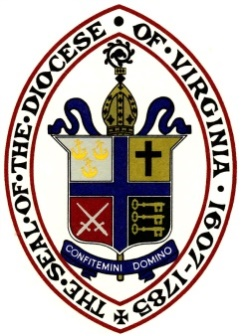 THE·SEAL·OF·THE·DIOCESE·OF·VIRGINIA·1607-1785
CONFITEMINI DOMINO